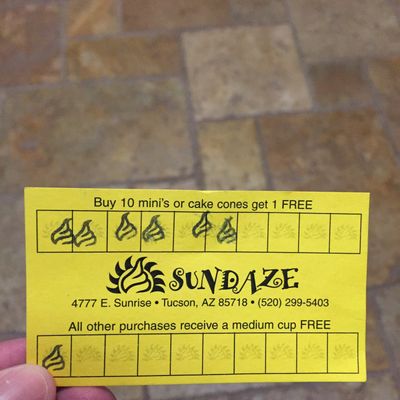 Buy 10 mini's or cake cones get 1 FREE
SUNDAZE
4777 E. Sunrise • Tucson, AZ 85718 • (520) 299-5403
All other purchases receive a medium cup FREE